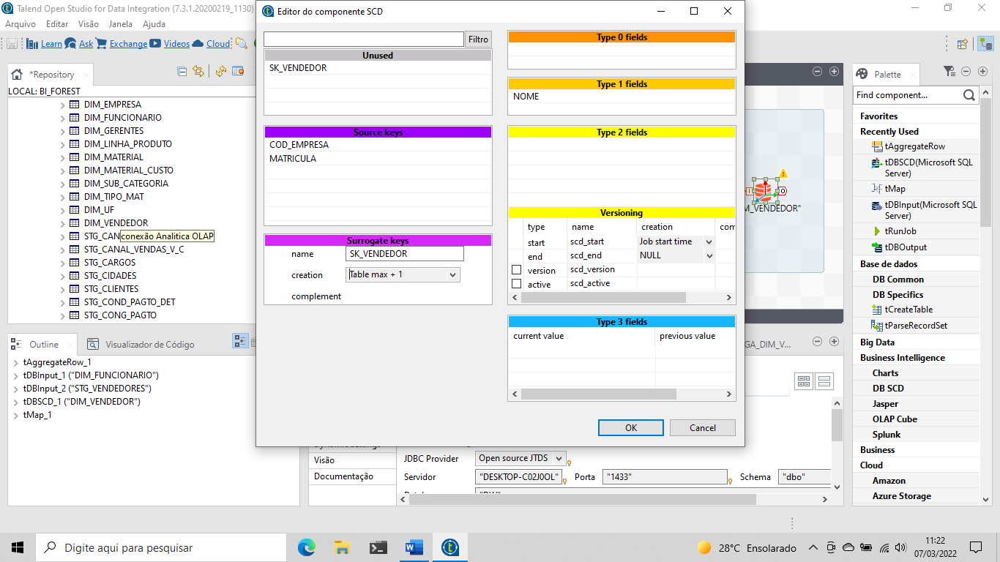 Talend Open Studio for Data Integration (7.3.1.20200219_1130)
Arquivo Editar Visão Janela Ajuda
Learn Ask Exchange Videos Cloud
*Repository
LOCAL: BI_FOREST
DIM_EMPRESA
DIM_FUNCIONARIO
DIM_GERENTES
DIM_LINHA_PRODUTO
DIM_MATERIAL
DIM_MATERIAL_CUSTO
DIM_SUB_CATEGORIA
DIM_TIPO_MAT
DIM_UF
DIM_VENDEDOR
STG_CAN
conexão Analitica OLAP
STG_CANAL_VENDAS_V_C
STG_CARGOS
STG_CIDADES
STG_CLIENTES
STG_COND_PAGTO_DET
STG_CONG_PAGTO
Outline
Visualizador de Código
tAggregateRow_1
tDBInput_1 ("DIM_FUNCIONARIO")
tDBInput_2 ("STG_VENDEDORES")
tDBSCD_1 ("DIM_VENDEDOR")
tMap_1
Editor do componente SCD
Filtro
Unused
SK_VENDEDOR
Source keys
COD_EMPRESA
MATRICULA
Surrogate keys
name SK_VENDEDOR
creation Table max + 1
complement
Type 0 fields
Type 1 fields
NOME
Type 2 fields
Versioning
type name creation com
start scd_start Job start time
end scd_end NULL
version scd_version
active scd_active
Type 3 fields
current value previous value
OK Cancel
M_VENDEDOR"
GA_DIM_V...
Visão
Documentação
JDBC Provider Open source JTDS
Servidor "DESKTOP-C02J0OL" Porta "1433" Schema "dbo"
Palette
Find component...
Favorites
Recently Used
tAggregateRow
tDBSCD(Microsoft SQL
Server)
tMap
tDBInput(Microsoft SQL
Server)
tRunJob
tDBOutput
Base de dados
DB Common
DB Specifics
tCreateTable
tParseRecordSet
Big Data
Business Intelligence
Charts
DB SCD
Jasper
OLAP Cube
Splunk
Business
Cloud
Amazon
Azure Storage
Digite aqui para pesquisar
28°C Ensolarado
11:22
07/03/2022